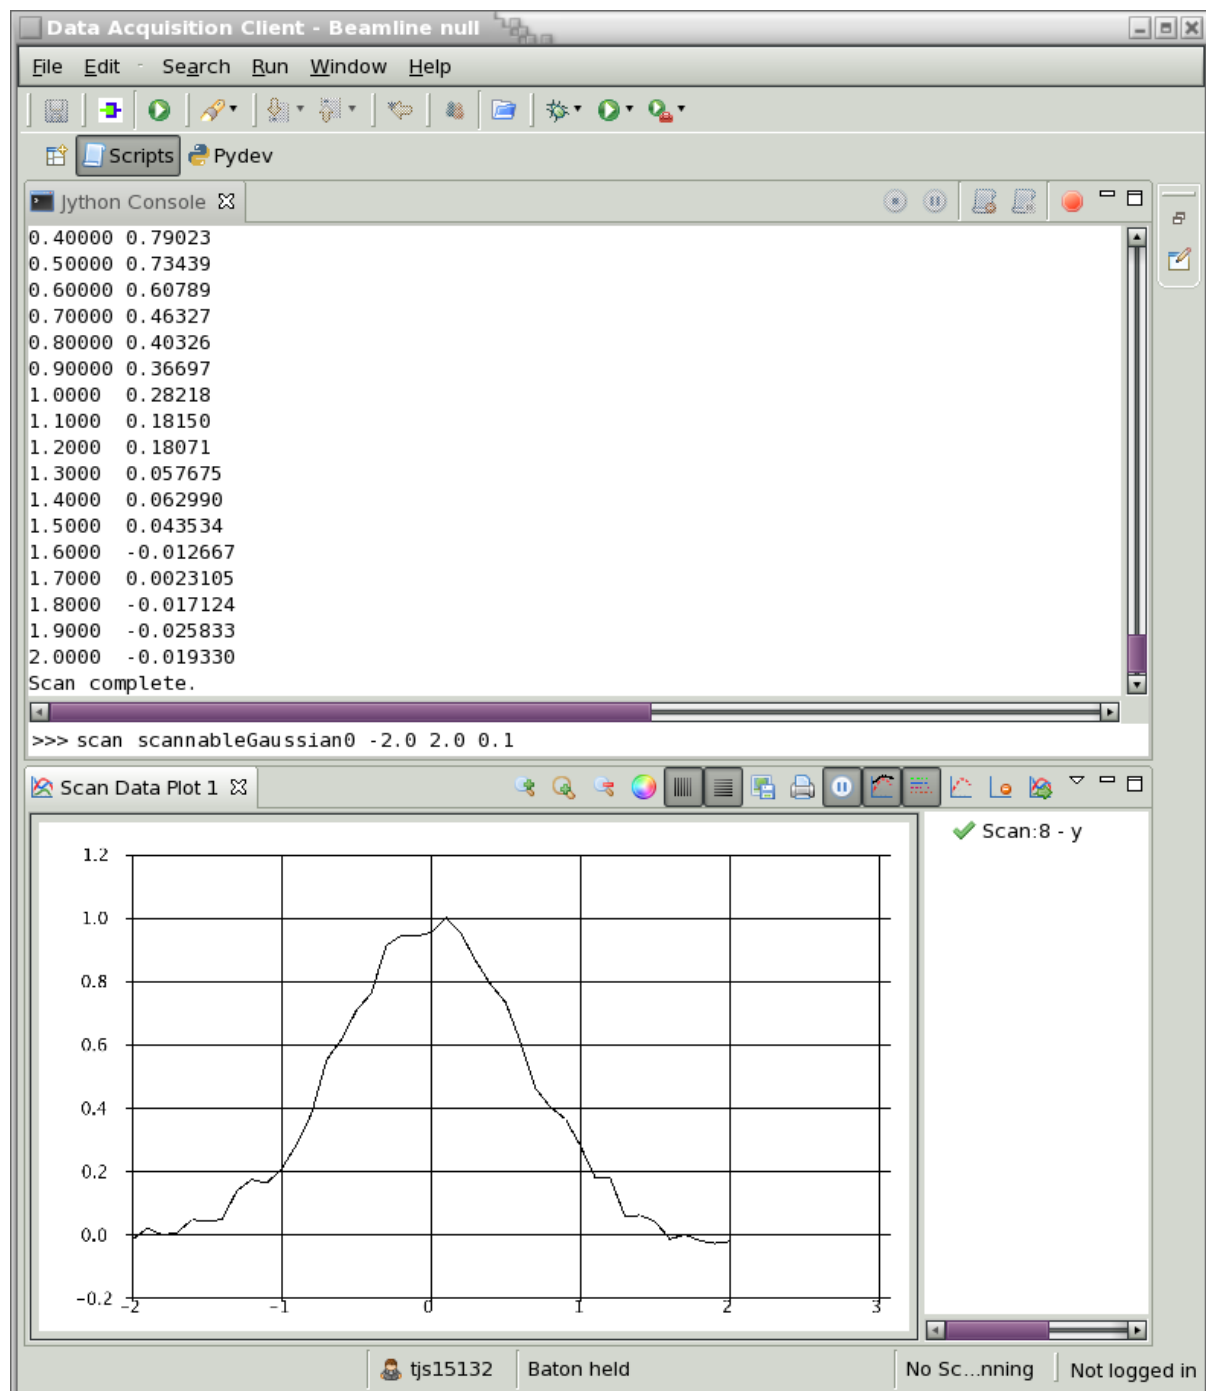 Data Acquisition Client - Beamline null
File Edit Search Run Window Help
Scripts Pydev
Jython Console
0.40000 0.79023
0.50000 0.73439
0.60000 0.60789
0.70000 0.46327
0.80000 0.40326
0.90000 0.36697
1.0000 0.28218
1.1000 0.18150
1.2000 0.18071
1.3000 0.057675
1.4000 0.062990
1.5000 0.043534
1.6000 -0.012667
1.7000 0.0023105
1.8000 -0.017124
1.9000 -0.025833
2.0000 -0.019330
Scan complete.
>>> scan scannableGaussian0 -2.0 2.0 0.1
Scan Data Plot 1
Scan:8 - y
1.2
1.0
0.8
0.6
0.4
0.2
0.0
-0.2
-2 -1 0 1 2 3
tjs15132 Baton held No Sc...nning Not logged in